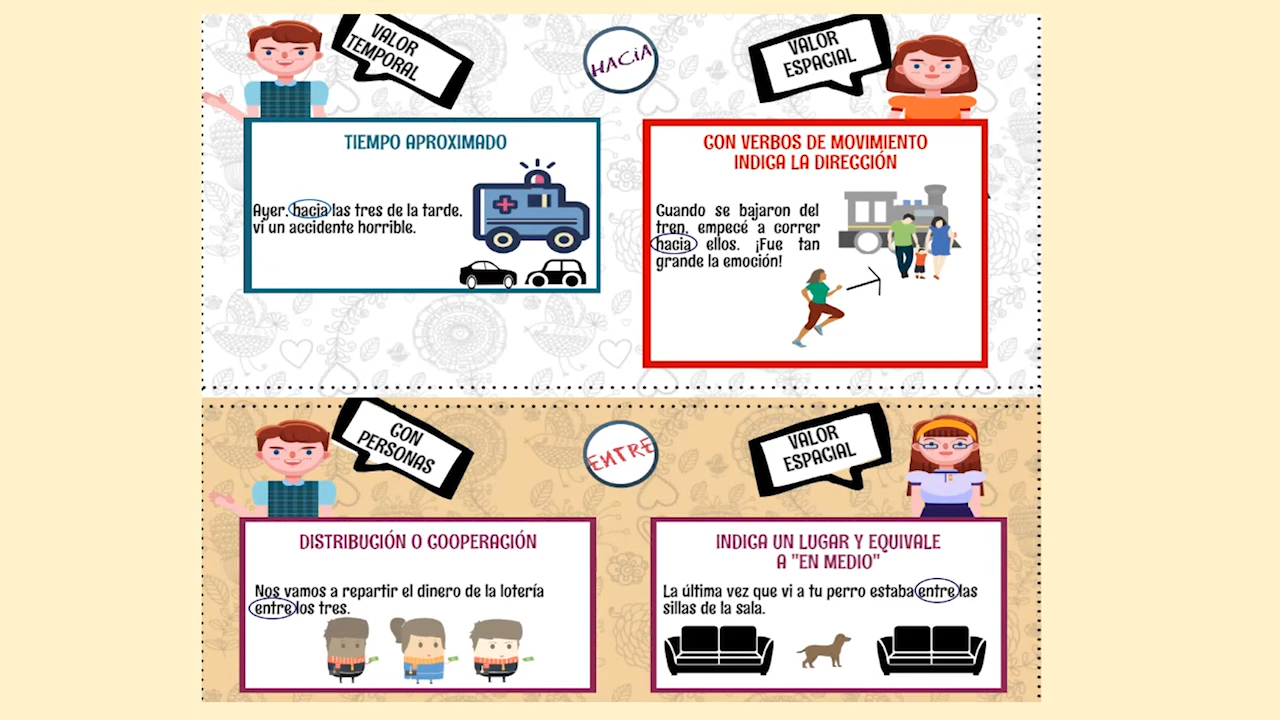 VALOR
TEMPORAL
HACIA
VALOR
ESPACIAL
TIEMPO APROXIMADO
Ayer, hacia las tres de la tarde,
vi un accidente horrible.
CON VERBOS DE MOVIMIENTO
INDICA LA DIRECCIÓN
Cuando se bajaron del
tren, empecé a correr
hacia ellos. ¡Fue tan
grande la emoción!
CON
PERSONAS
ENTRE
VALOR
ESPACIAL
DISTRIBUCIÓN O COOPERACIÓN
Nos vamos a repartir el dinero de la lotería
entre los tres.
INDICA UN LUGAR Y EQUIVALE
A "EN MEDIO"
La última vez que vi a tu perro estaba entre las
sillas de la sala.